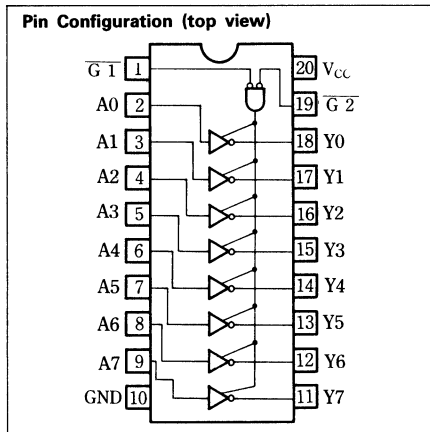 Pin Configuration (top view)
G 1 1 20 VCC
A0 2 19 G 2
A1 3 18 Y0
A2 4 17 Y1
A3 5 16 Y2
A4 6 15 Y3
A5 7 14 Y4
A6 8 13 Y5
A7 9 12 Y6
GND 10 11 Y7